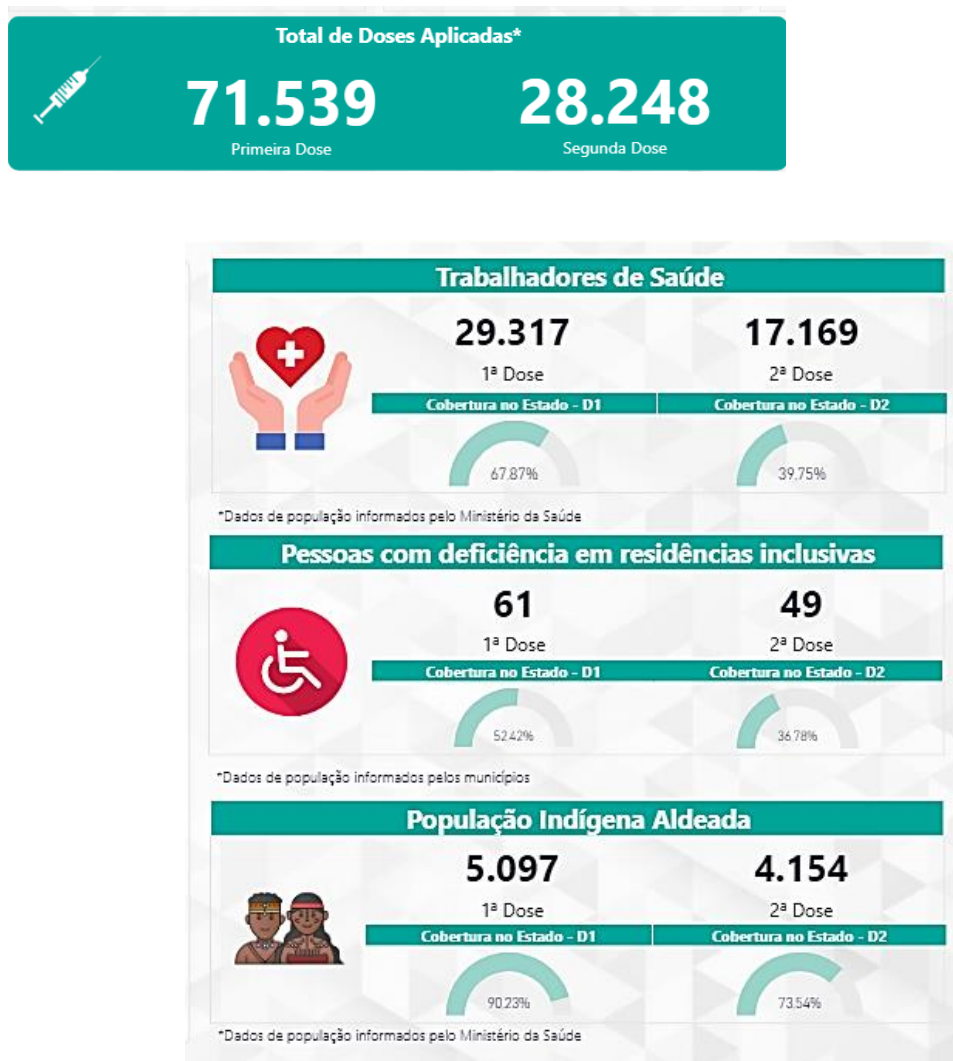 Total de Doses Aplicadas*
71.539 28.248
Primeira Dose Segunda Dose
Trabalhadores de Saúde
29.317 17.169
1ª Dose 2ª Dose
Cobertura no Estado - D1 Cobertura no Estado - D2
67.87% 39.75%
*Dados de população informados pelo Ministério da Saúde
Pessoas com deficiência em residências inclusivas
61 49
1ª Dose 2ª Dose
Cobertura no Estado - D1 Cobertura no Estado - D2
52.42% 36.78%
*Dados de população informados pelos municípios
População Indígena Aldeada
5.097 4.154
1ª Dose 2ª Dose
Cobertura no Estado - D1 Cobertura no Estado - D2
90.23% 73.54%
*Dados de população informados pelo Ministério da Saúde